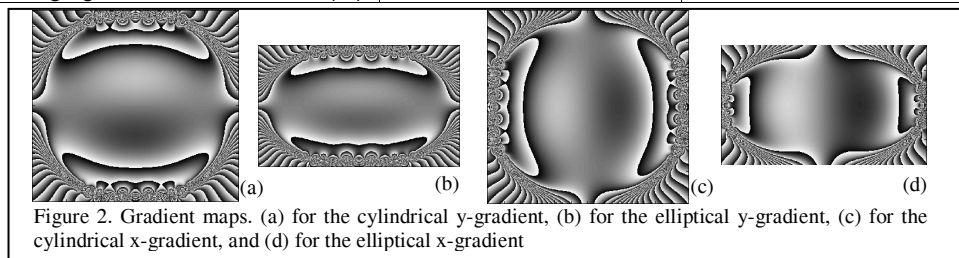 (a)
(b)
(c)
(d)
Figure 2. Gradient maps. (a) for the cylindrical y-gradient, (b) for the elliptical y-gradient, (c) for the
cylindrical x-gradient, and (d) for the elliptical x-gradient